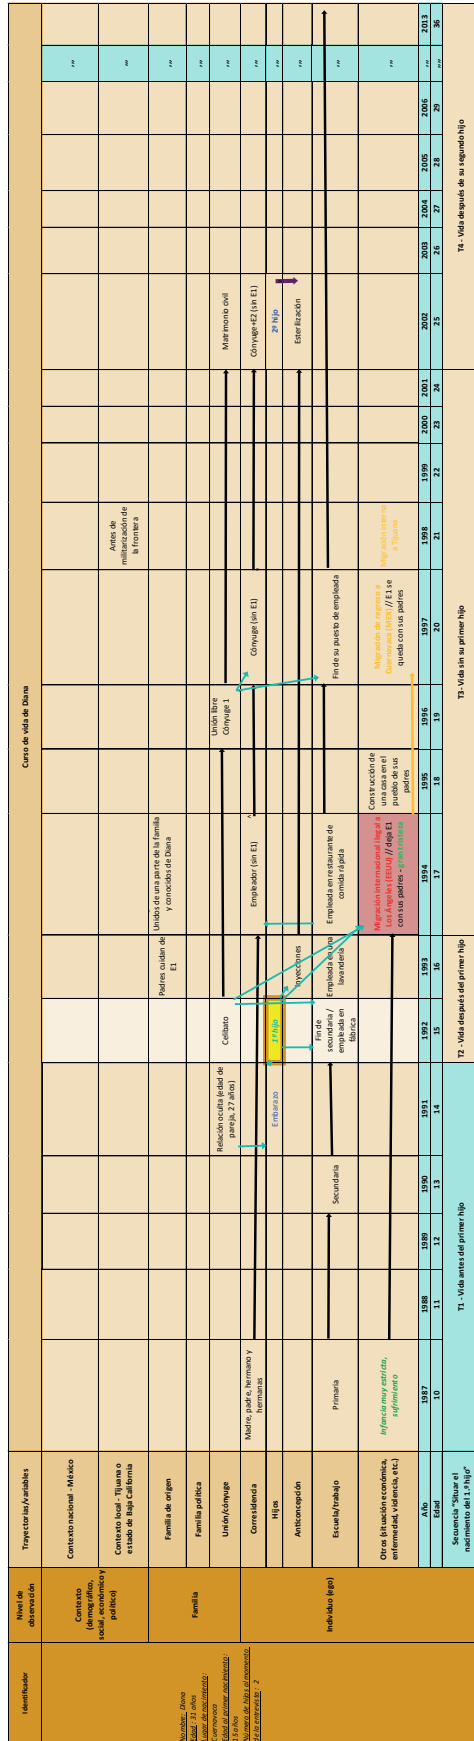 Identificador
Nivel de
observación
Trayectorias/variables
Curso de vida de Diana
Nombre: Diana
Edad : 31 años
Lugar de nacimiento:
Cuernavaca
Edad al primer nacimiento:
15 años
Número de hijos al momento
de la entrevista : 2
Contexto
(demográfico,
social, económico y
político)
Contexto nacional - México
,,,
Contexto local - Tijuana o
estado de Baja California
Antes de
militarización de
la frontera
,,,
Familia
Familia de origen
Padres cuidan de
E1
Unidos de una parte de la familia
y conocidos de Diana
,,,
Familia política
,,,
Unión/cónyuge
Relación oculta (edad de
pareja, 27 años)
Celibato
Unión libre
Cónyuge 1
Matrimonio civil
,,,
Individuo (ego)
Corresidencia
Madre, padre, hermano y
hermanas
Empleador (sin E1)
Cónyuge (sin E1)
Cónyuge+E2 (sin E1)
,,,
Hijos
Embarazo
1º hijo
2º hijo
,,,
Anticoncepción
Inyecciones
Esterilización
,,,
Escuela/trabajo
Primaria
Secundaria
Fin de
secundaria /
empleada en
fábrica
Empleada en una
lavandería
Empleada en restaurante de
comida rápida
Fin de su puesto de empleada
,,,
Otros (situación económica,
enfermedad, violencia, etc.)
Infancia muy estricta,
sufrimiento
Migración internacional ilegal a
Los Ángeles (EEUU) // deja E1
con sus padres - gran tristeza
Construcción de
una casa en el
pueblo de sus
padres
Migración de regreso a
Cuernavaca (MEX) // E1 se
queda con sus padres
Migración interna
a Tijuana
,,,
Año
1987
1988
1989
1990
1991
1992
1993
1994
1995
1996
1997
1998
1999
2000
2001
2002
2003
2004
2005
2006
,,,
2013
Edad
10
11
12
13
14
15
16
17
18
19
20
21
22
23
24
25
26
27
28
29
,,,
36
Secuencia "Situar el
nacimiento del 1.º hijo"
T1 - Vida antes del primer hijo
T2 - Vida después del primer hijo
T3 - Vida sin su primer hijo
T4 - Vida después de su segundo hijo